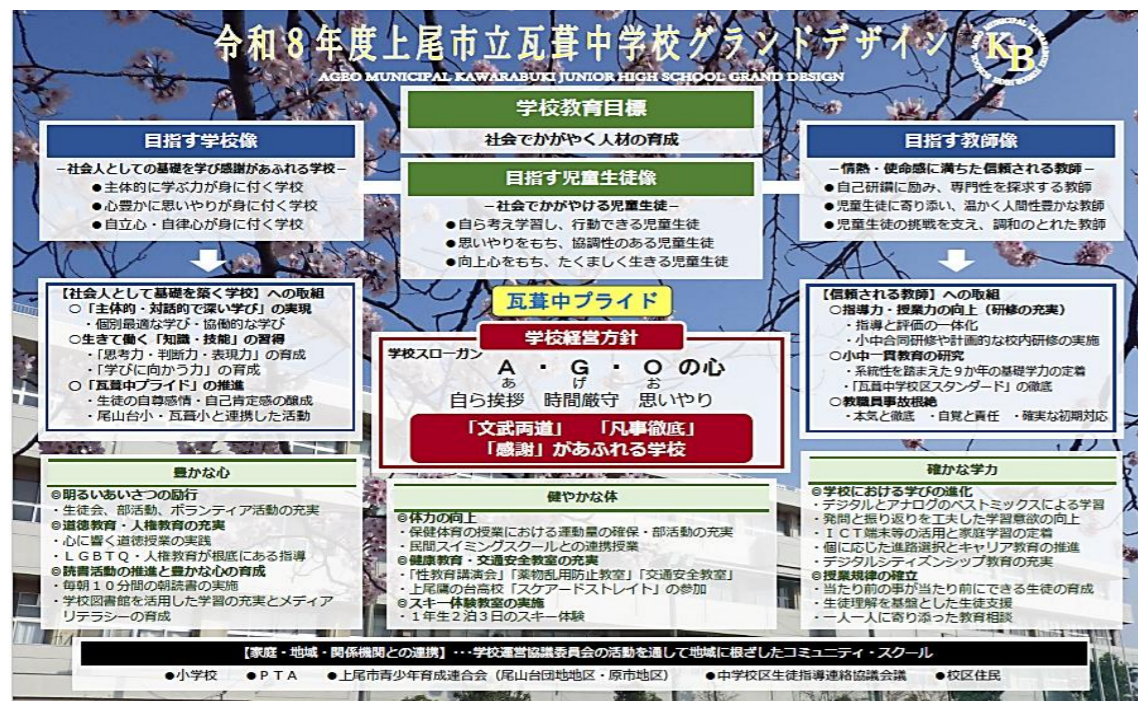 令和８年度上尾市立瓦葺中学校グランドデザイン
AGEO MUNICIPAL KAWARABUKI JUNIOR HIGH SCHOOL GRAND DESIGN
KB
学校教育目標
社会でかがやく人材の育成
目指す学校像
－社会人としての基礎を学び感謝があふれる学校－
●主体的に学ぶ力が身に付く学校
●心豊かに思いやりが身に付く学校
●自立心・自律心が身に付く学校
目指す児童生徒像
－社会でかがやける児童生徒－
●自ら考え学習し、行動できる児童生徒
●思いやりをもち、協調性のある児童生徒
●向上心をもち、たくましく生きる児童生徒
目指す教師像
－情熱・使命感に満ちた信頼される教師－
●自己研鑽に励み、専門性を探求する教師
●児童生徒に寄り添い、温かく人間性豊かな教師
●児童生徒の挑戦を支え、調和のとれた教師
【社会人として基礎を築く学校】への取組
○「主体的・対話的で深い学び」の実現
・個別最適な学び・協働的な学び
○生きて働く「知識・技能」の習得
・「思考力・判断力・表現力」の育成
・「学びに向かう力」の育成
○「瓦葺中プライド」の推進
・生徒の自尊感情・自己肯定感の醸成
・尾山台小・瓦葺小と連携した活動
瓦葺中プライド
学校経営方針
学校スローガン
A・G・Oの心
あ げ お
自ら挨拶 時間厳守 思いやり
「文武両道」 「凡事徹底」
「感謝」があふれる学校
【信頼される教師】への取組
○指導力・授業力の向上（研修の充実）
・指導と評価の一体化
・小中合同研修や計画的な校内研修の実施
○小中一貫教育の研究
・系統性を踏まえた９か年の基礎学力の定着
・「瓦葺中学校区スタンダード」の徹底
○教職員事故根絶
・本気と徹底 ・自覚と責任 ・確実な初期対応
豊かな心
◎明るいあいさつの励行
・生徒会、部活動、ボランティア活動の充実
◎道徳教育・人権教育の充実
・心に響く道徳授業の実践
・ＬＧＢＴＱ・人権教育が根底にある指導
◎読書活動の推進と豊かな心の育成
・毎朝１０分間の朝読書の実施
・学校図書館を活用した学習の充実とメディア
リテラシーの育成
健やかな体
◎体力の向上
・保健体育の授業における運動量の確保・部活動の充実
・民間スイミングスクールとの連携授業
◎健康教育・交通安全教室の充実
・「性教育講演会」「薬物乱用防止教室」「交通安全教室」
・上尾鷹の台高校「スケアードストレイト」の参加
◎スキー体験教室の実施
・１年生２泊３日のスキー体験
確かな学力
◎学校における学びの進化
・デジタルとアナログのベストミックスによる学習
・発問と振り返りを工夫した学習意欲の向上
・ＩＣＴ端末等の活用と家庭学習の定着
・個に応じた進路選択とキャリア教育の推進
・デジタルシティズンシップ教育の充実
◎授業規律の確立
・当たり前の事が当たり前にできる生徒の育成
・生徒理解を基盤とした生徒支援
・一人一人に寄り添った教育相談
【家庭・地域・関係機関との連携】・・・学校運営協議委員会の活動を通して地域に根ざしたコミュニティ・スクール
●小学校 ●ＰＴＡ ●上尾市青少年育成連合会（尾山台団地地区・原市地区） ●中学校区生徒指導連絡協議会議 ●校区住民